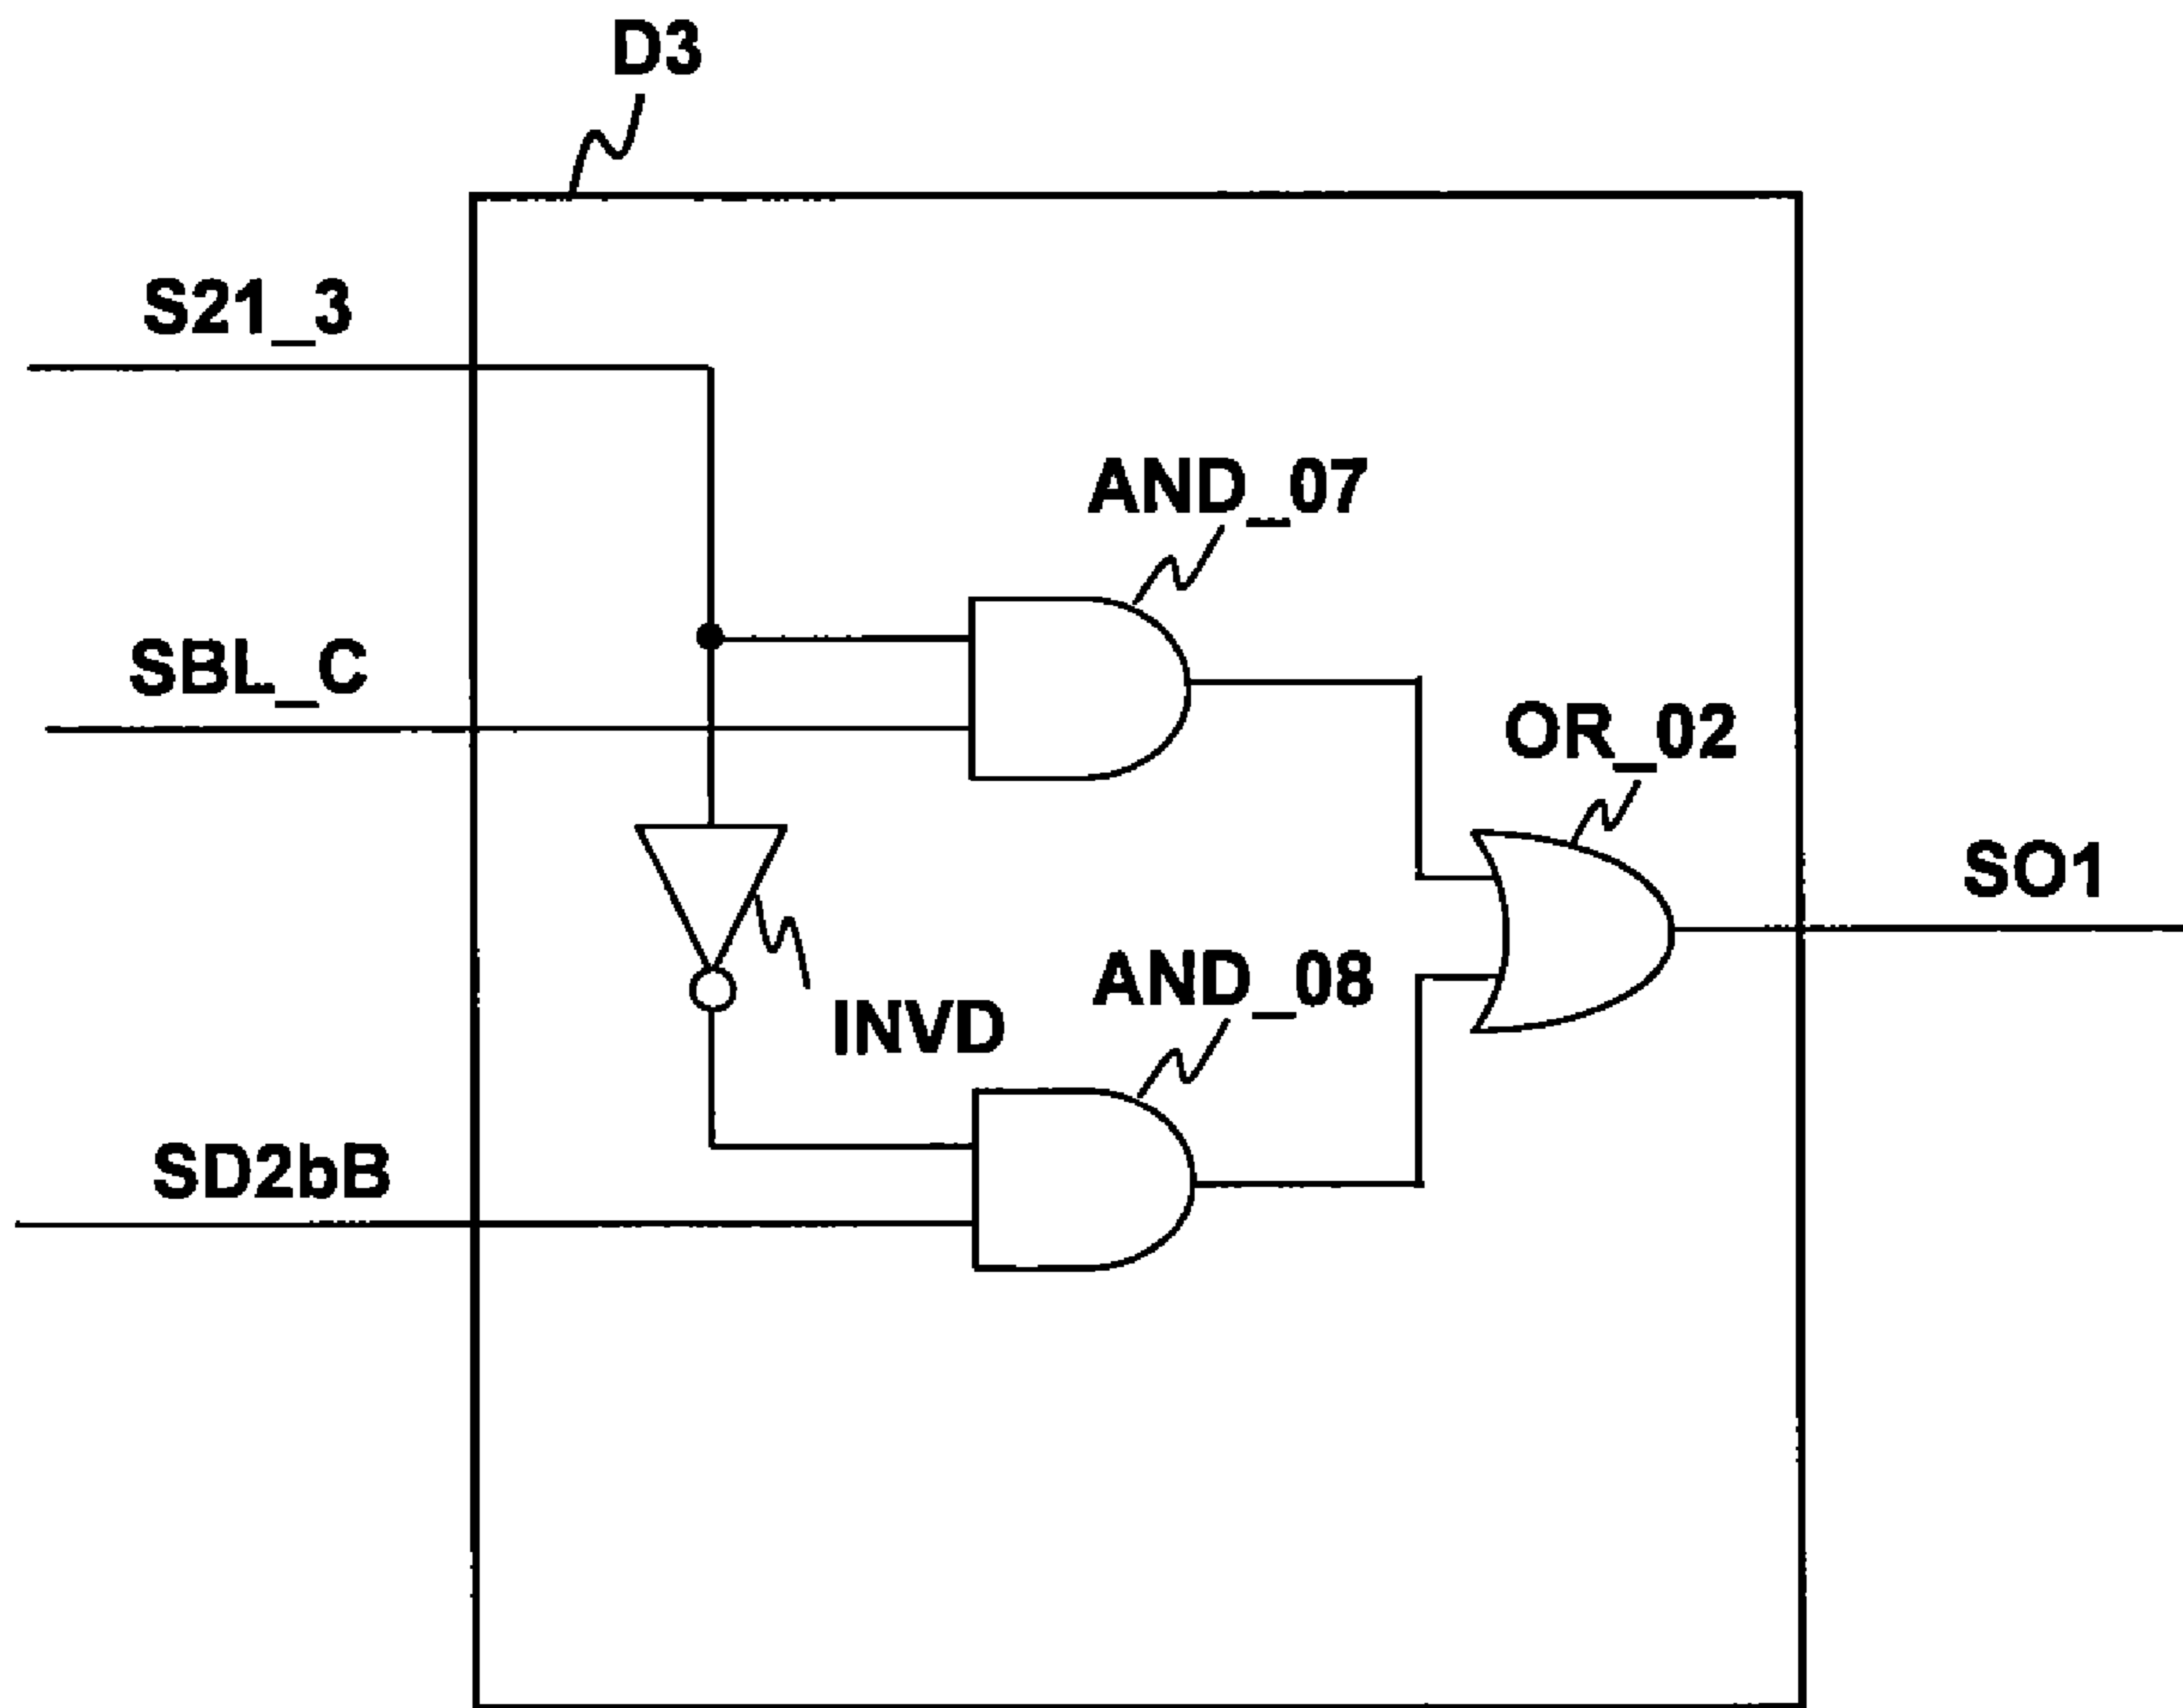 D3
S21_3
AND_07
SBL_C
OR_02
SO1
AND_08
INVD
SD2bB